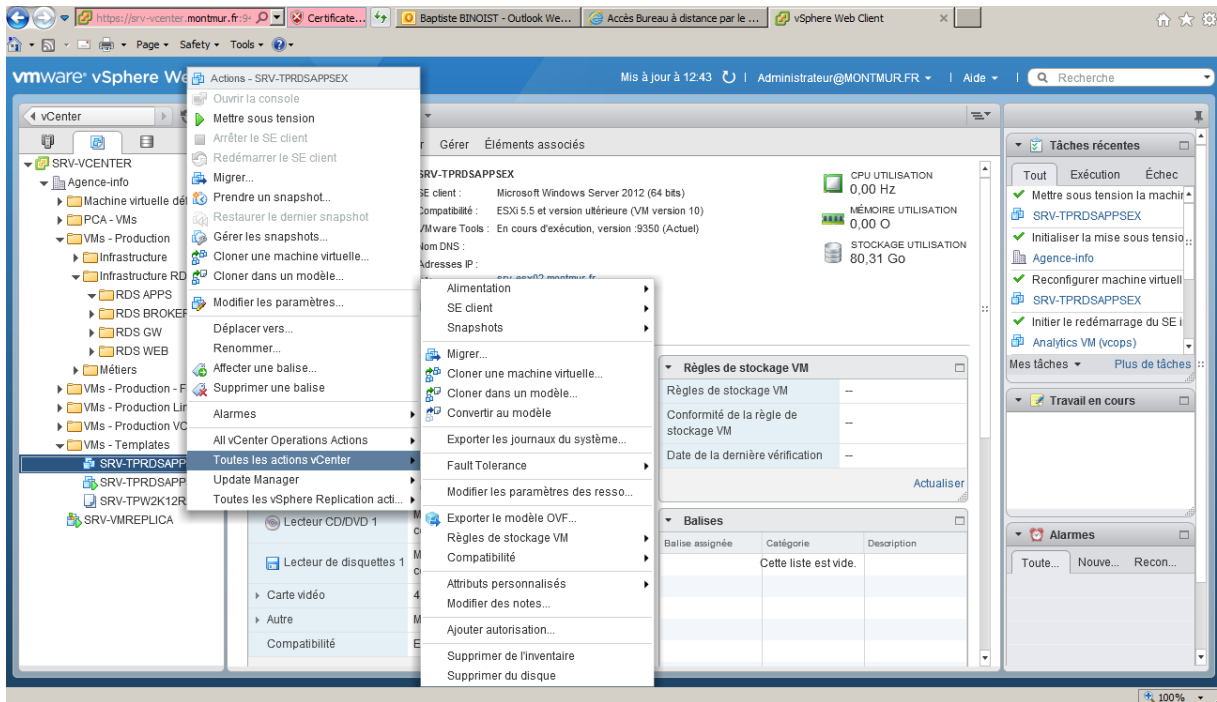 https://srv-vcenter.montmur.fr:9
Certificate...
Baptiste BINOIST - Outlook We...
Accès Bureau à distance par le ...
vSphere Web Client
Page
Safety
Tools
vmware® vSphere We
Mis à jour à 12:43
Administrateur@MONTMUR.FR
Aide
Recherche
vCenter
SRV-VCENTER
Agence-info
Machine virtuelle dé
PCA - VMs
VMs - Production
Infrastructure
Infrastructure RD
RDS APPS
RDS BROKE
RDS GW
RDS WEB
Métiers
VMs - Production - F
VMs - Production Lin
VMs - Production VC
VMs - Templates
SRV-TPRDSAPP
SRV-TPRDSAPP
SRV-TPW2K12R
SRV-VMREPLICA
Actions - SRV-TPRDSAPPSEX
Ouvrir la console
Mettre sous tension
Arrêter le SE client
Redémarrer le SE client
Migrer...
Prendre un snapshot...
Restaurer le dernier snapshot
Gérer les snapshots...
Cloner une machine virtuelle...
Cloner dans un modèle...
Modifier les paramètres...
Déplacer vers...
Renommer...
Affecter une balise...
Supprimer une balise
Alarmes
All vCenter Operations Actions
Toutes les actions vCenter
Update Manager
Toutes les vSphere Replication acti...
Gérer Éléments associés
SRV-TPRDSAPPSEX
SE client : Microsoft Windows Server 2012 (64 bits)
Compatibilité : ESXi 5.5 et version ultérieure (VM version 10)
VMware Tools : En cours d'exécution, version :9350 (Actuel)
Nom DNS :
Adresses IP :
srv-esx02.montmur.fr
CPU UTILISATION
0,00 Hz
MÉMOIRE UTILISATION
0,00 O
STOCKAGE UTILISATION
80,31 Go
Alimentation
SE client
Snapshots
Migrer...
Cloner une machine virtuelle...
Cloner dans un modèle...
Convertir au modèle
Exporter les journaux du système...
Fault Tolerance
Modifier les paramètres des resso...
Exporter le modèle OVF...
Règles de stockage VM
Compatibilité
Attributs personnalisés
Modifier des notes...
Ajouter autorisation...
Supprimer de l'inventaire
Supprimer du disque
Lecteur CD/DVD 1
Lecteur de disquettes 1
Carte vidéo 4
Autre
Compatibilité E
Règles de stockage VM
Règles de stockage VM --
Conformité de la règle de stockage VM --
Date de la dernière vérification --
Actualiser
Balises
Balise assignée Catégorie Description
Cette liste est vide.
Tâches récentes
Tout Exécution Échec
Mettre sous tension la machin
SRV-TPRDSAPPSEX
Initialiser la mise sous tensio
Agence-info
Reconfigurer machine virtuell
SRV-TPRDSAPPSEX
Initier le redémarrage du SE i
Analytics VM (vcops)
Mes tâches Plus de tâches
Travail en cours
Alarmes
Toute... Nouve... Recon...
100%